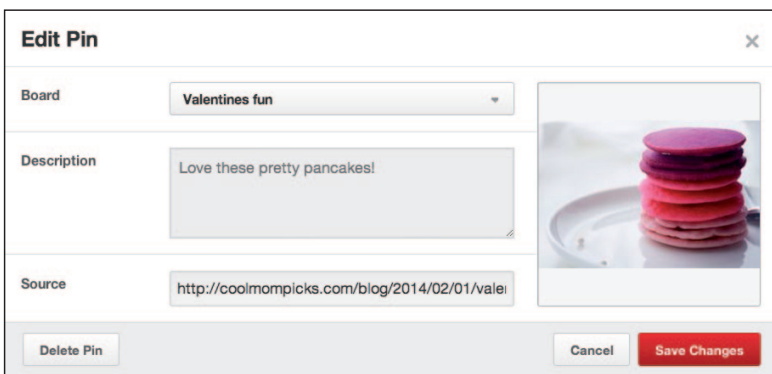 Edit Pin
Board
Valentines fun
Description
Love these pretty pancakes!
Source
http://coolmompicks.com/blog/2014/02/01/valei
Delete Pin
Cancel
Save Changes